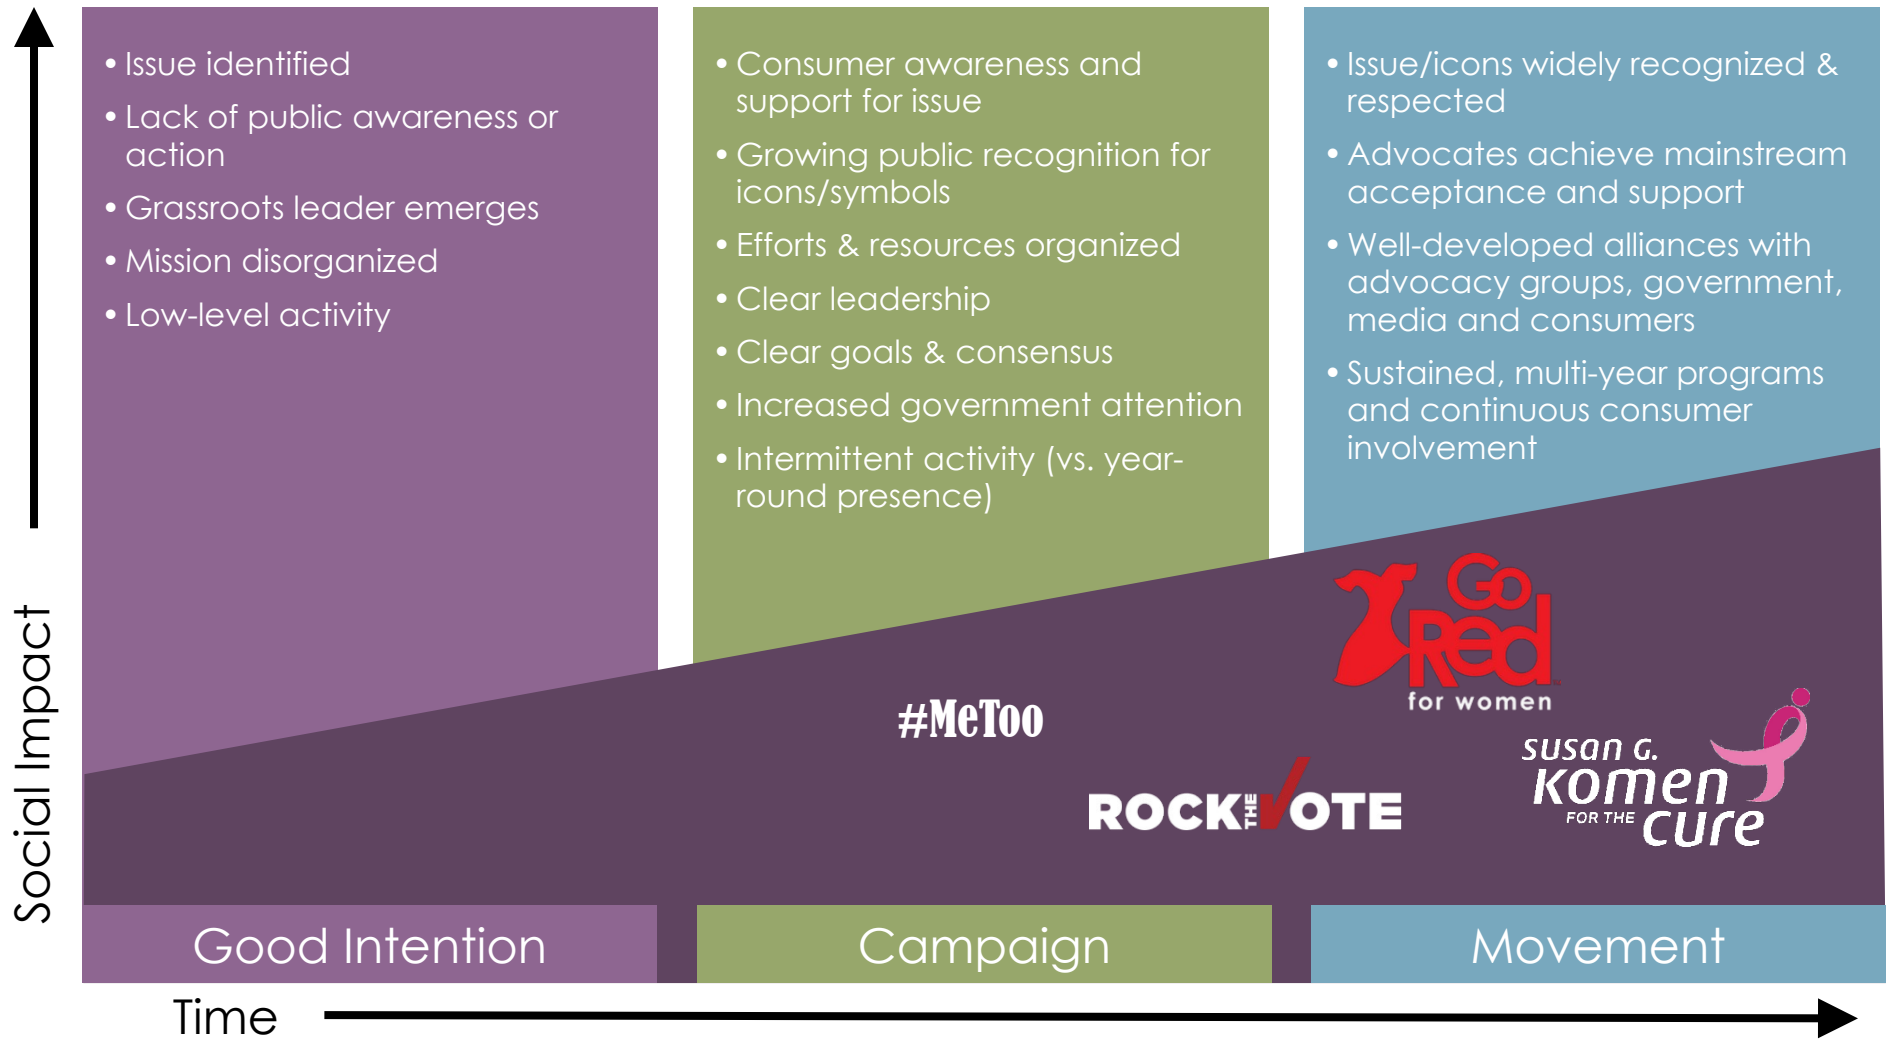 • Issue identified
• Lack of public awareness or
action
• Grassroots leader emerges
• Mission disorganized
• Low-level activity
• Consumer awareness and
support for issue
• Growing public recognition for
icons/symbols
• Efforts & resources organized
• Clear leadership
• Clear goals & consensus
• Increased government attention
• Intermittent activity (vs. year-
round presence)
• Issue/icons widely recognized &
respected
• Advocates achieve mainstream
acceptance and support
• Well-developed alliances with
advocacy groups, government,
media and consumers
• Sustained, multi-year programs
and continuous consumer
involvement
Social Impact
#MeToo
ROCK THE VOTE
Go
Red
for women
susan G.
komen
FOR THE cure
Good Intention
Campaign
Movement
Time